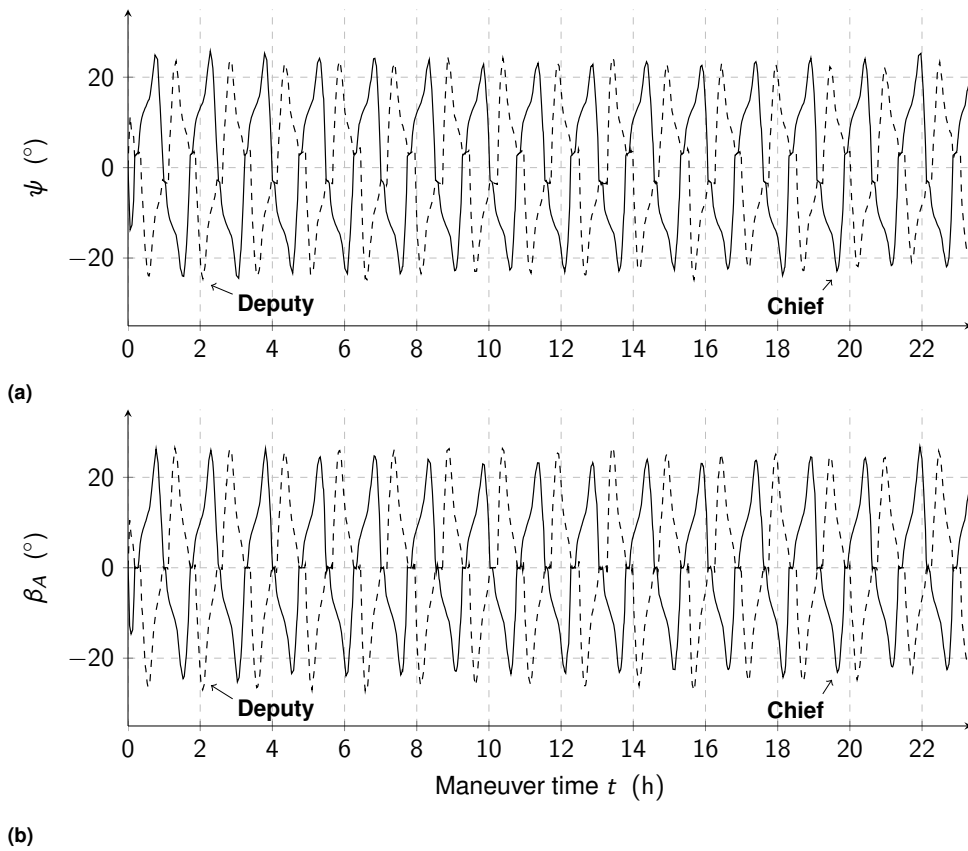 20
0
−20
ψ (°)
Deputy
Chief
0 2 4 6 8 10 12 14 16 18 20 22
(a)
20
0
−20
β_A (°)
Deputy
Chief
0 2 4 6 8 10 12 14 16 18 20 22
Maneuver time t (h)
(b)